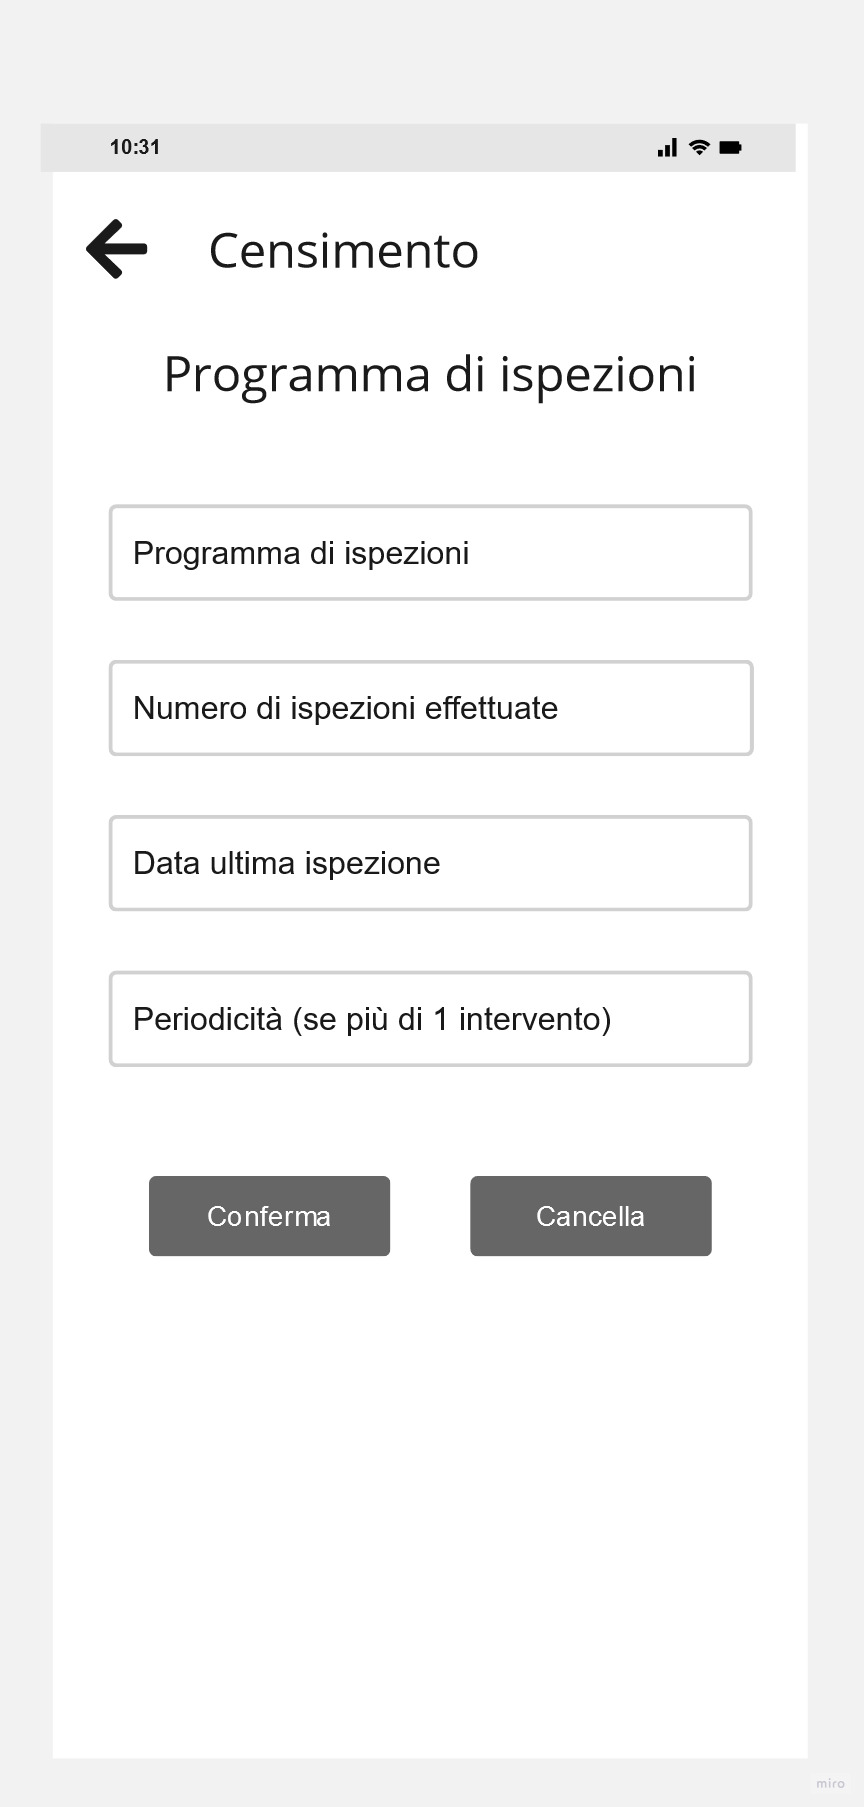 10:31
Censimento
Programma di ispezioni
Programma di ispezioni
Numero di ispezioni effettuate
Data ultima ispezione
Periodicità (se più di 1 intervento)
Conferma Cancella
miro